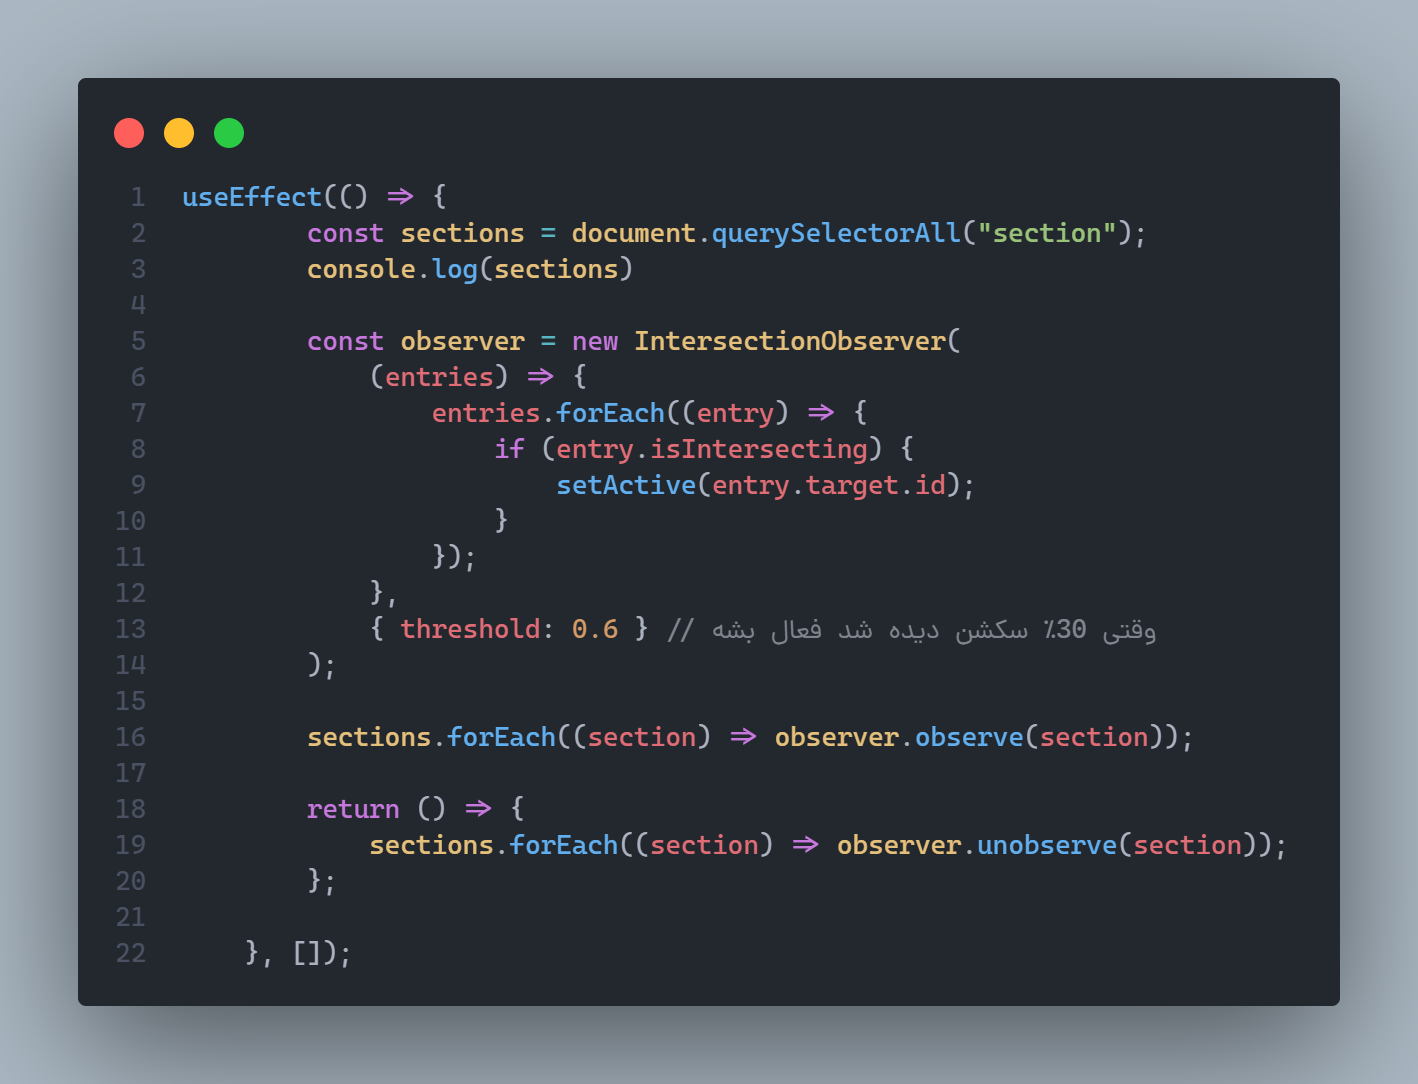 1 useEffect(() => {
2         const sections = document.querySelectorAll("section");
3         console.log(sections)
4
5         const observer = new IntersectionObserver(
6             (entries) => {
7                 entries.forEach((entry) => {
8                     if (entry.isIntersecting) {
9                         setActive(entry.target.id);
10                     }
11                 });
12             },
13             { threshold: 0.6 } // وقتی 30٪ سکشن دیده شد فعال بشه
14         );
15
16         sections.forEach((section) => observer.observe(section));
17
18         return () => {
19             sections.forEach((section) => observer.unobserve(section));
20         };
21
22     }, []);